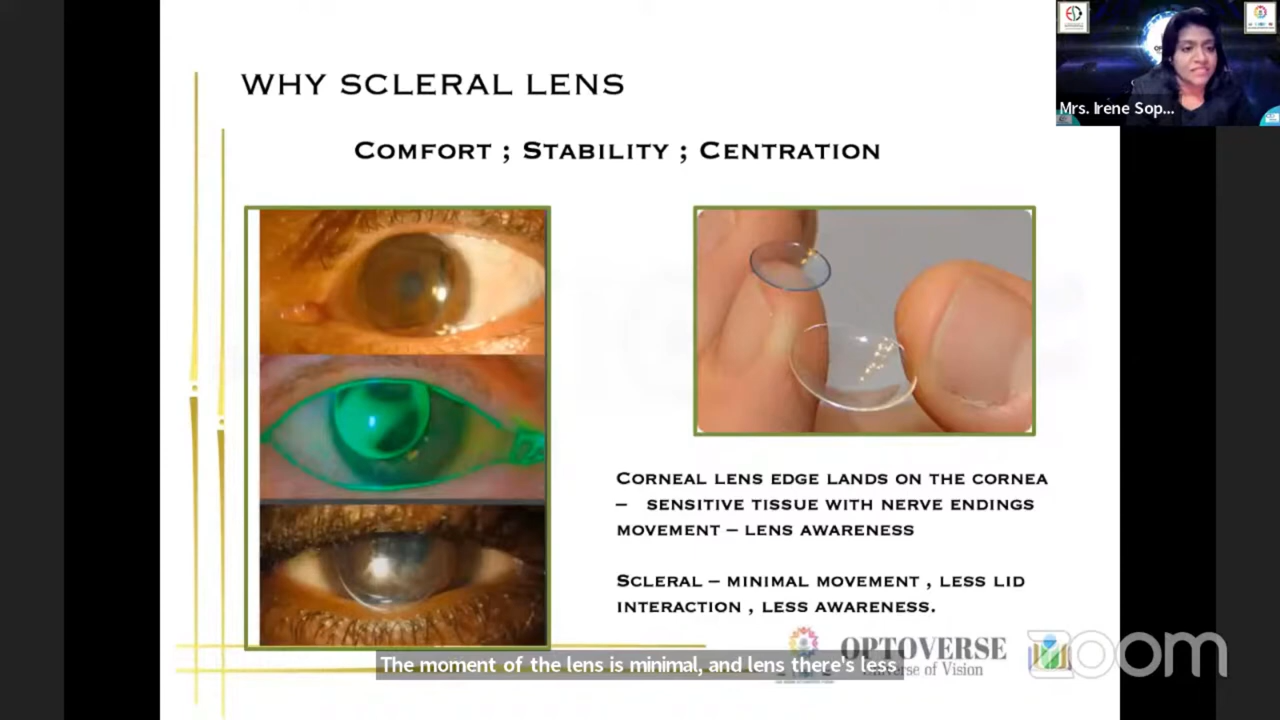 WHY SCLERAL LENS
COMFORT ; STABILITY ; CENTRATION
CORNEAL LENS EDGE LANDS ON THE CORNEA
– SENSITIVE TISSUE WITH NERVE ENDINGS
MOVEMENT – LENS AWARENESS
SCLERAL – MINIMAL MOVEMENT , LESS LID
INTERACTION , LESS AWARENESS.
Mrs. Irene Sop...
OPTOVERSE
Universe of Vision
zoom
The moment of the lens is minimal, and lens there's less